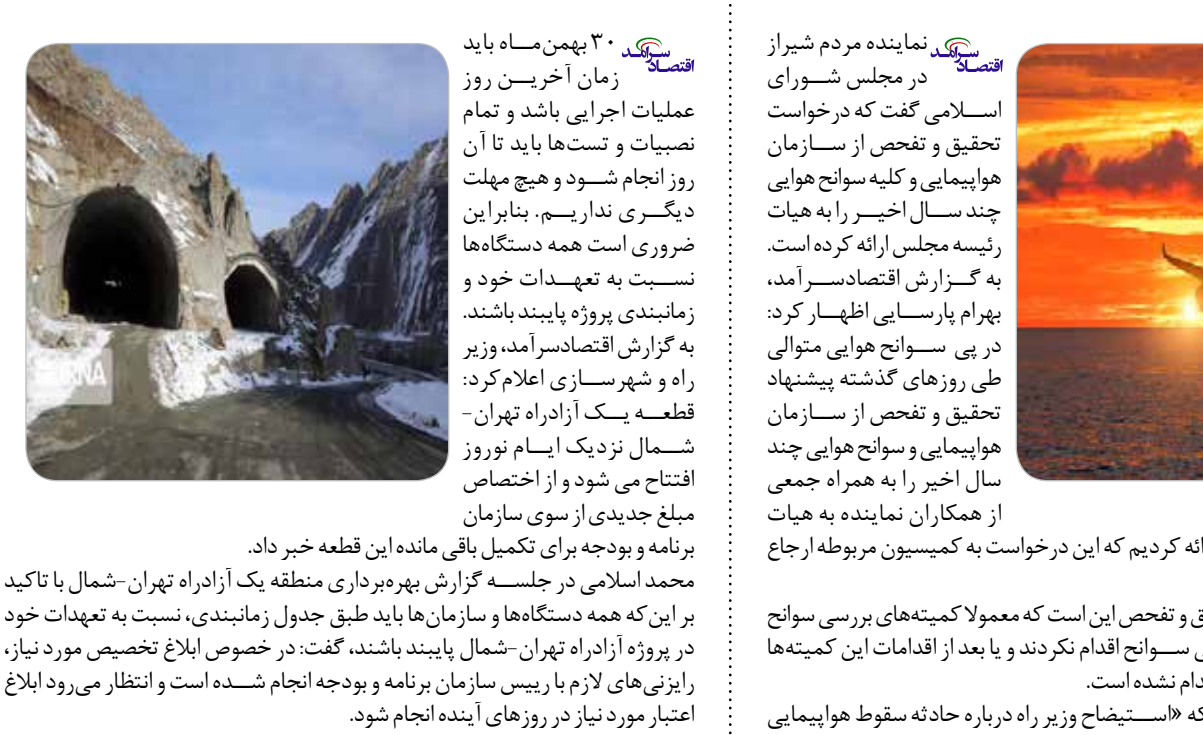 اقتصاد سرآمد
نماینده مردم شیراز
در مجلس شورای
اسلامی گفت که درخواست
تحقیق و تفحص از سازمان
هواپیمایی و کلیه سوانح هوایی
چند سال اخیر را به هیات
رئیسه مجلس ارائه کرده است.
به گزارش اقتصادسرآمد،
بهرام پارسایی اظهار کرد:
در پی سوانح هوایی متوالی
طی روزهای گذشته پیشنهاد
تحقیق و تفحص از سازمان
هواپیمایی و سوانح هوایی چند
سال اخیر را به همراه جمعی
از همکاران نماینده به هیات
ائه کردیم که این درخواست به کمیسیون مربوطه ارجاع
ق و تفحص این است که معمولا کمیته‌های بررسی سوانح
ی سوانح اقدام نکردند و یا بعد از اقدامات این کمیته‌ها
دام نشده است.
که «استیضاح وزیر راه درباره حادثه سقوط هواپیمایی
اقتصاد سرآمد
۳۰ بهمن‌ماه باید
زمان آخرین روز
عملیات اجرایی باشد و تمام
نصبیات و تست‌ها باید تا آن
روز انجام شود و هیچ مهلت
دیگری نداریم. بنابراین
ضروری است همه دستگاه‌ها
نسبت به تعهدات خود و
زمانبندی پروژه پایبند باشند.
به گزارش اقتصادسرآمد، وزیر
راه و شهرسازی اعلام کرد:
قطعه یک آزادراه تهران-
شمال نزدیک ایام نوروز
افتتاح می شود و از اختصاص
مبلغ جدیدی از سوی سازمان
برنامه و بودجه برای تکمیل باقی مانده این قطعه خبر داد.
محمد اسلامی در جلسه گزارش بهره‌برداری منطقه یک آزادراه تهران-شمال با تاکید
بر این که همه دستگاه‌ها و سازمان‌ها باید طبق جدول زمانبندی، نسبت به تعهدات خود
در پروژه آزادراه تهران-شمال پایبند باشند، گفت: در خصوص ابلاغ تخصیص مورد نیاز،
رایزنی‌های لازم با رییس سازمان برنامه و بودجه انجام شده است و انتظار می‌رود ابلاغ
اعتبار مورد نیاز در روزهای آینده انجام شود.
IRNA